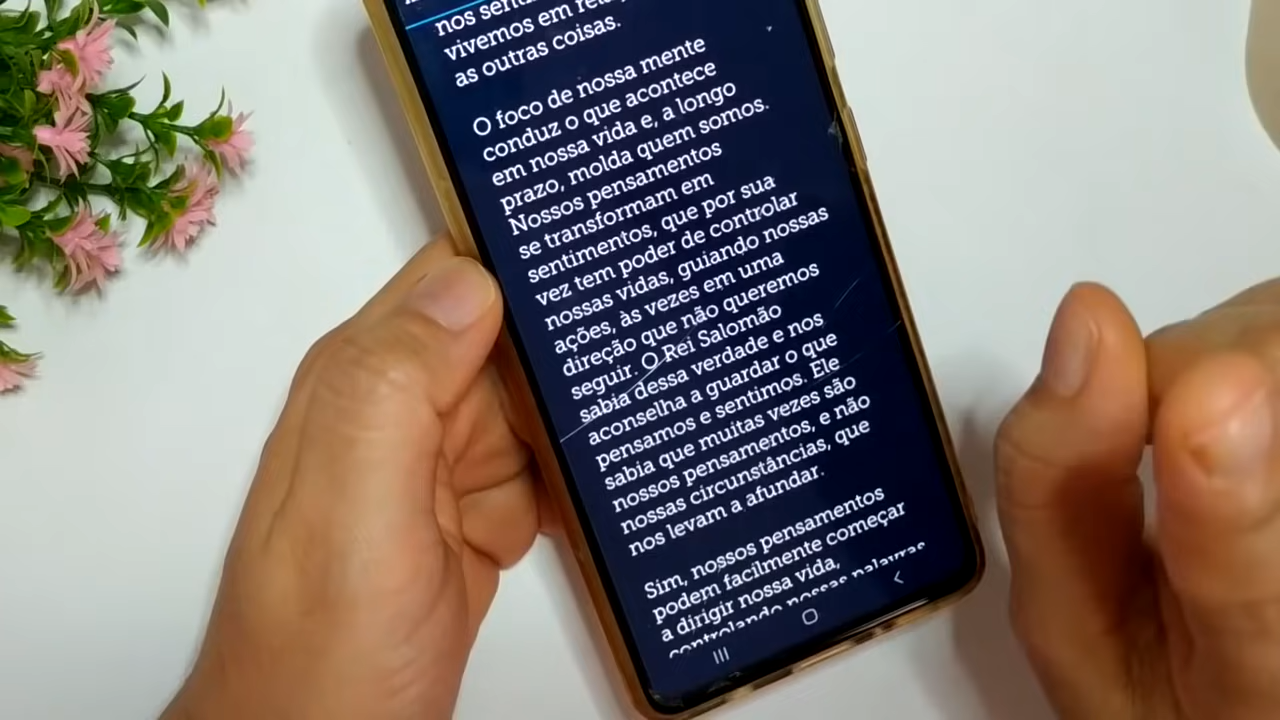 nos
vivemos em
as outras coisas.
O foco de nossa mente
conduz o que acontece
em nossa vida e, a longo
prazo, molda quem somos.
Nossos pensamentos
se transformam em
sentimentos, que por sua
vez tem poder de controlar
nossas vidas, guiando nossas
ações, às vezes em uma
direção que não queremos
seguir. O Rei Salomão
sabia dessa verdade e nos
aconselha a guardar o que
pensamos e sentimos. Ele
sabia que muitas vezes são
nossos pensamentos, e não
nossas circunstâncias, que
nos levam a afundar.
Sim, nossos pensamentos
podem facilmente começar
a dirigir nossa vida,
controlando nossas palavras